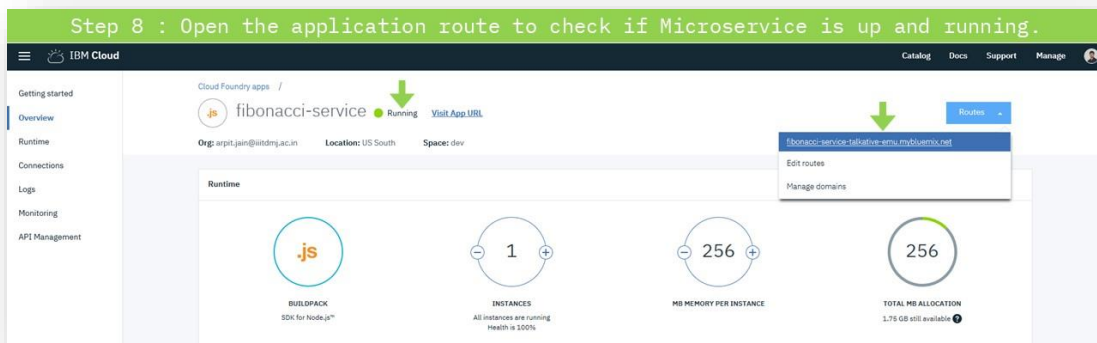 Step 8 : Open the application route to check if Microservice is up and running.
IBM Cloud
Catalog Docs Support Manage
Getting started
Overview
Runtime
Connections
Logs
Monitoring
API Management
Cloud Foundry apps /
.js fibonacci-service Running Visit App URL
Routes
Org: arpit.jain@iiitdmj.ac.in Location: US South Space: dev
fibonacci-service-talkative-emu.mybluemix.net
Edit routes
Manage domains
Runtime
.js 1 256 256
BUILDPACK INSTANCES MB MEMORY PER INSTANCE TOTAL MB ALLOCATION
SDK for Node.js™ All instances are running 1.75 GB still available ?
Health is 100%